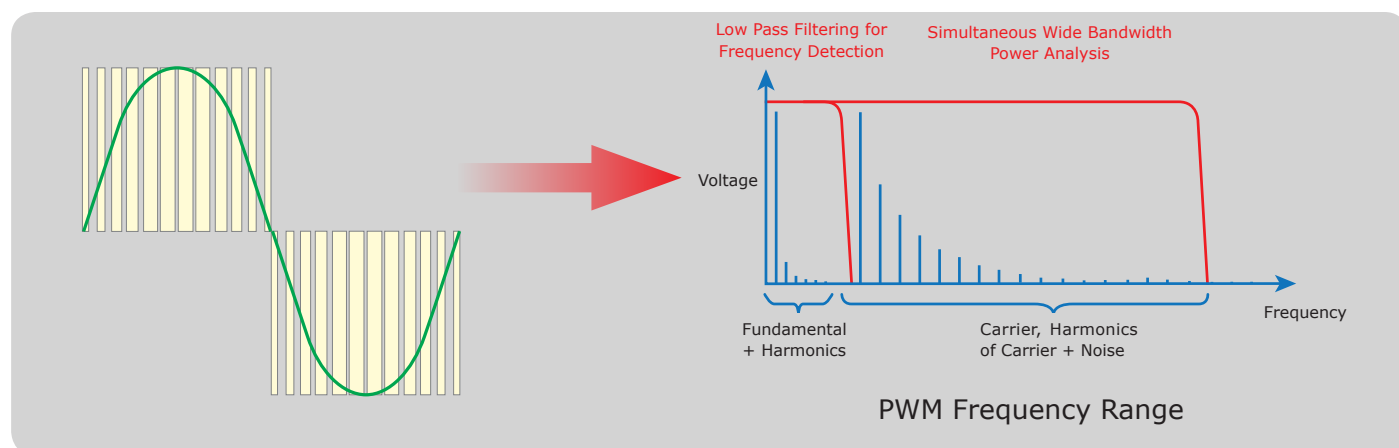 Low Pass Filtering for
Frequency Detection
Simultaneous Wide Bandwidth
Power Analysis
Voltage
Frequency
Fundamental
+ Harmonics
Carrier, Harmonics
of Carrier + Noise
PWM Frequency Range